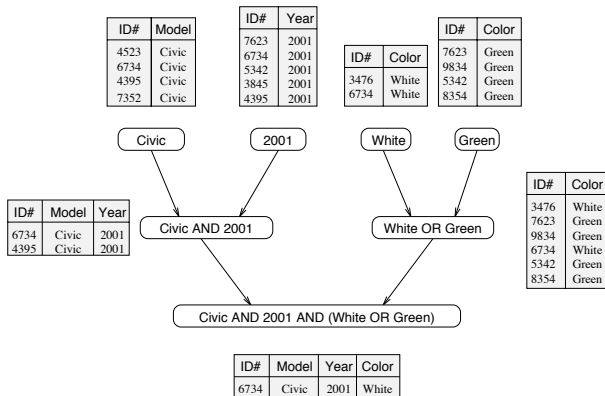 ID# Model
4523 Civic
6734 Civic
4395 Civic
7352 Civic
ID# Year
7623 2001
6734 2001
5342 2001
3845 2001
4395 2001
ID# Color
3476 White
6734 White
ID# Color
7623 Green
9834 Green
5342 Green
8354 Green
Civic
2001
White
Green
ID# Model Year
6734 Civic 2001
4395 Civic 2001
Civic AND 2001
White OR Green
ID# Color
3476 White
7623 Green
9834 Green
6734 White
5342 Green
8354 Green
Civic AND 2001 AND (White OR Green)
ID# Model Year Color
6734 Civic 2001 White